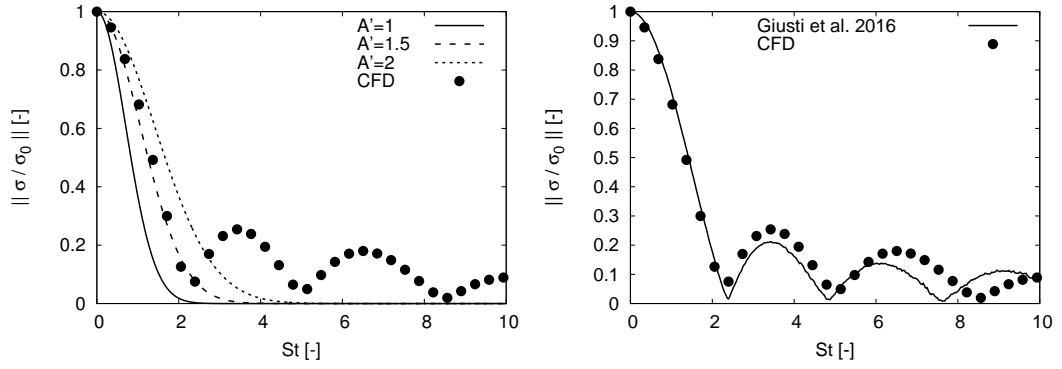 || σ / σ0 || [-]
1
0.8
0.6
0.4
0.2
0
A'=1
A'=1.5
A'=2
CFD
0 2 4 6 8 10
St [-]
|| σ / σ0 || [-]
1
0.9
0.8
0.7
0.6
0.5
0.4
0.3
0.2
0.1
0
Giusti et al. 2016
CFD
0 2 4 6 8 10
St [-]